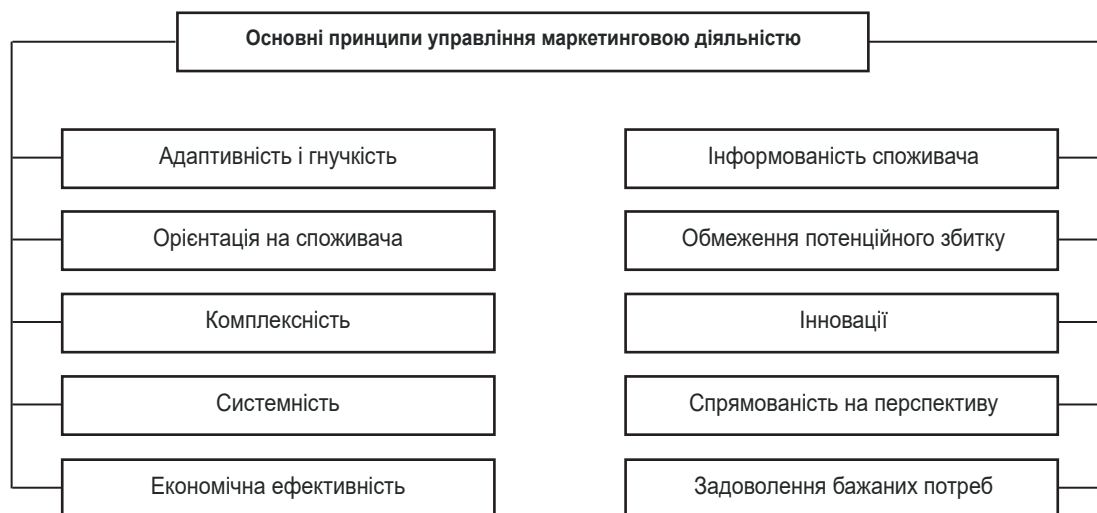 Основні принципи управління маркетинговою діяльністю
Адаптивність і гнучкість
Орієнтація на споживача
Комплексність
Системність
Економічна ефективність
Інформованість споживача
Обмеження потенційного збитку
Інновації
Спрямованість на перспективу
Задоволення бажаних потреб